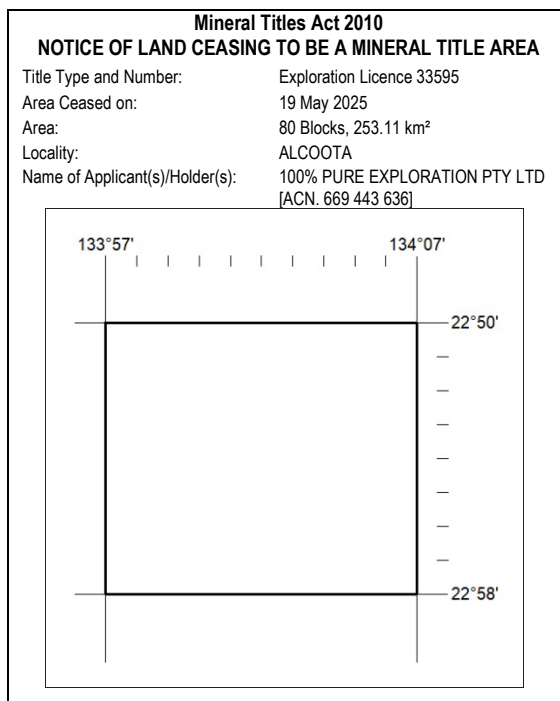 Mineral Titles Act 2010
NOTICE OF LAND CEASING TO BE A MINERAL TITLE AREA
Title Type and Number: Exploration Licence 33595
Area Ceased on: 19 May 2025
Area: 80 Blocks, 253.11 km²
Locality: ALCOOTA
Name of Applicant(s)/Holder(s): 100% PURE EXPLORATION PTY LTD
[ACN. 669 443 636]
133°57' 134°07'
22°50'
22°58'